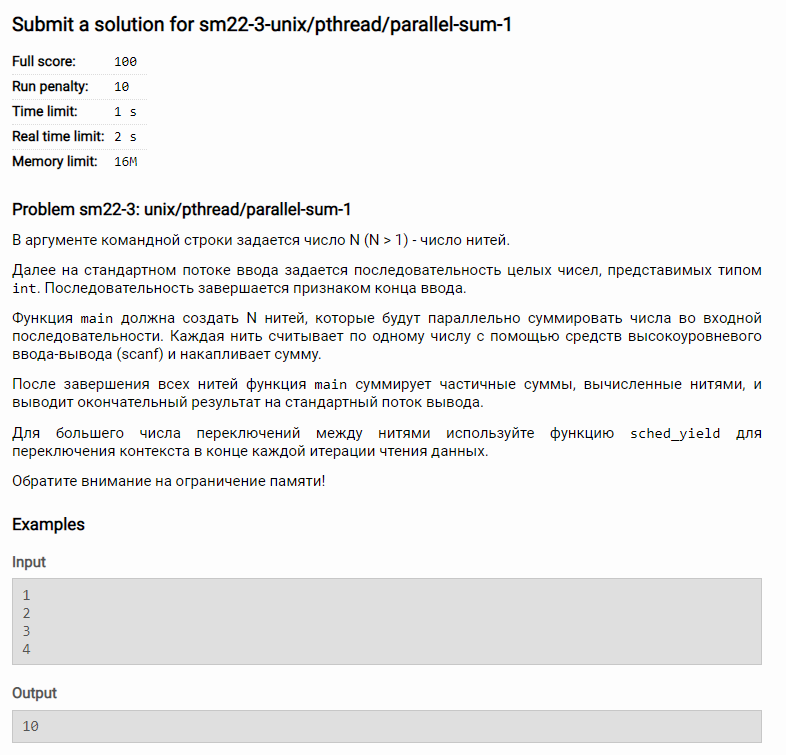 Submit a solution for sm22-3-unix/pthread/parallel-sum-1
Full score: 100
Run penalty: 10
Time limit: 1 s
Real time limit: 2 s
Memory limit: 16M
Problem sm22-3: unix/pthread/parallel-sum-1
В аргументе командной строки задается число N (N > 1) - число нитей.
Далее на стандартном потоке ввода задается последовательность целых чисел, представимых типом
int. Последовательность завершается признаком конца ввода.
Функция main должна создать N нитей, которые будут параллельно суммировать числа во входной
последовательности. Каждая нить считывает по одному числу с помощью средств высокоуровневого
ввода-вывода (scanf) и накапливает сумму.
После завершения всех нитей функция main суммирует частичные суммы, вычисленные нитями, и
выводит окончательный результат на стандартный поток вывода.
Для большего числа переключений между нитями используйте функцию sched_yield для
переключения контекста в конце каждой итерации чтения данных.
Обратите внимание на ограничение памяти!
Examples
Input
1
2
3
4
Output
10